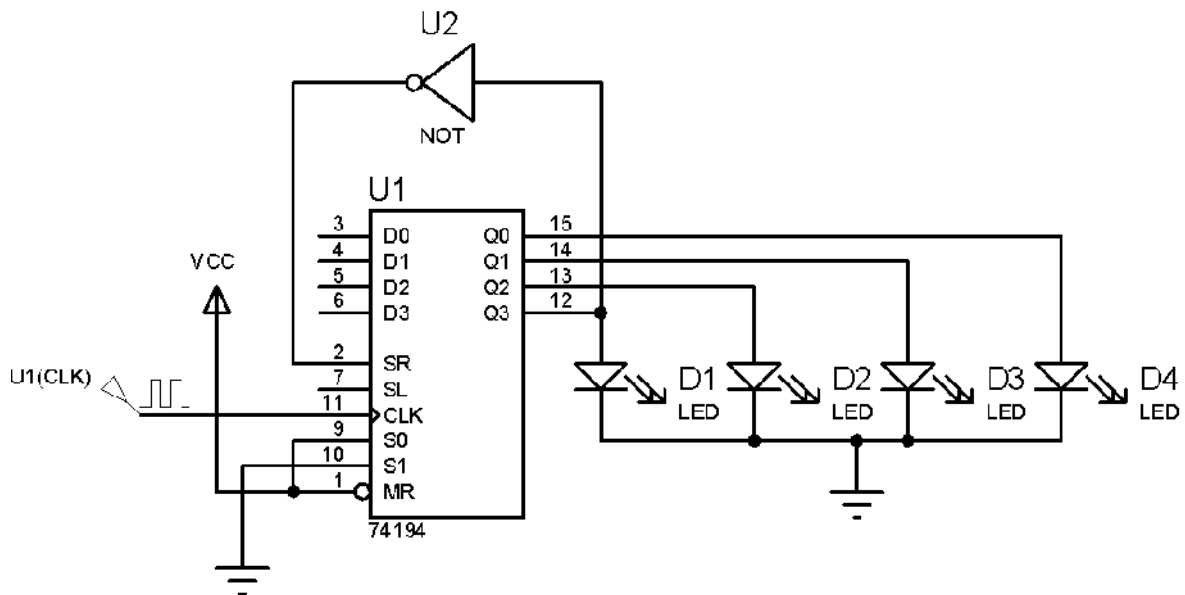 U2
NOT
U1
3 D0 Q0 15
4 D1 Q1 14
5 D2 Q2 13
6 D3 Q3 12
VCC
2 SR
7 SL
U1(CLK)
11 CLK
9 S0
10 S1
1 MR
74194
D1
LED
D2
LED
D3
LED
D4
LED